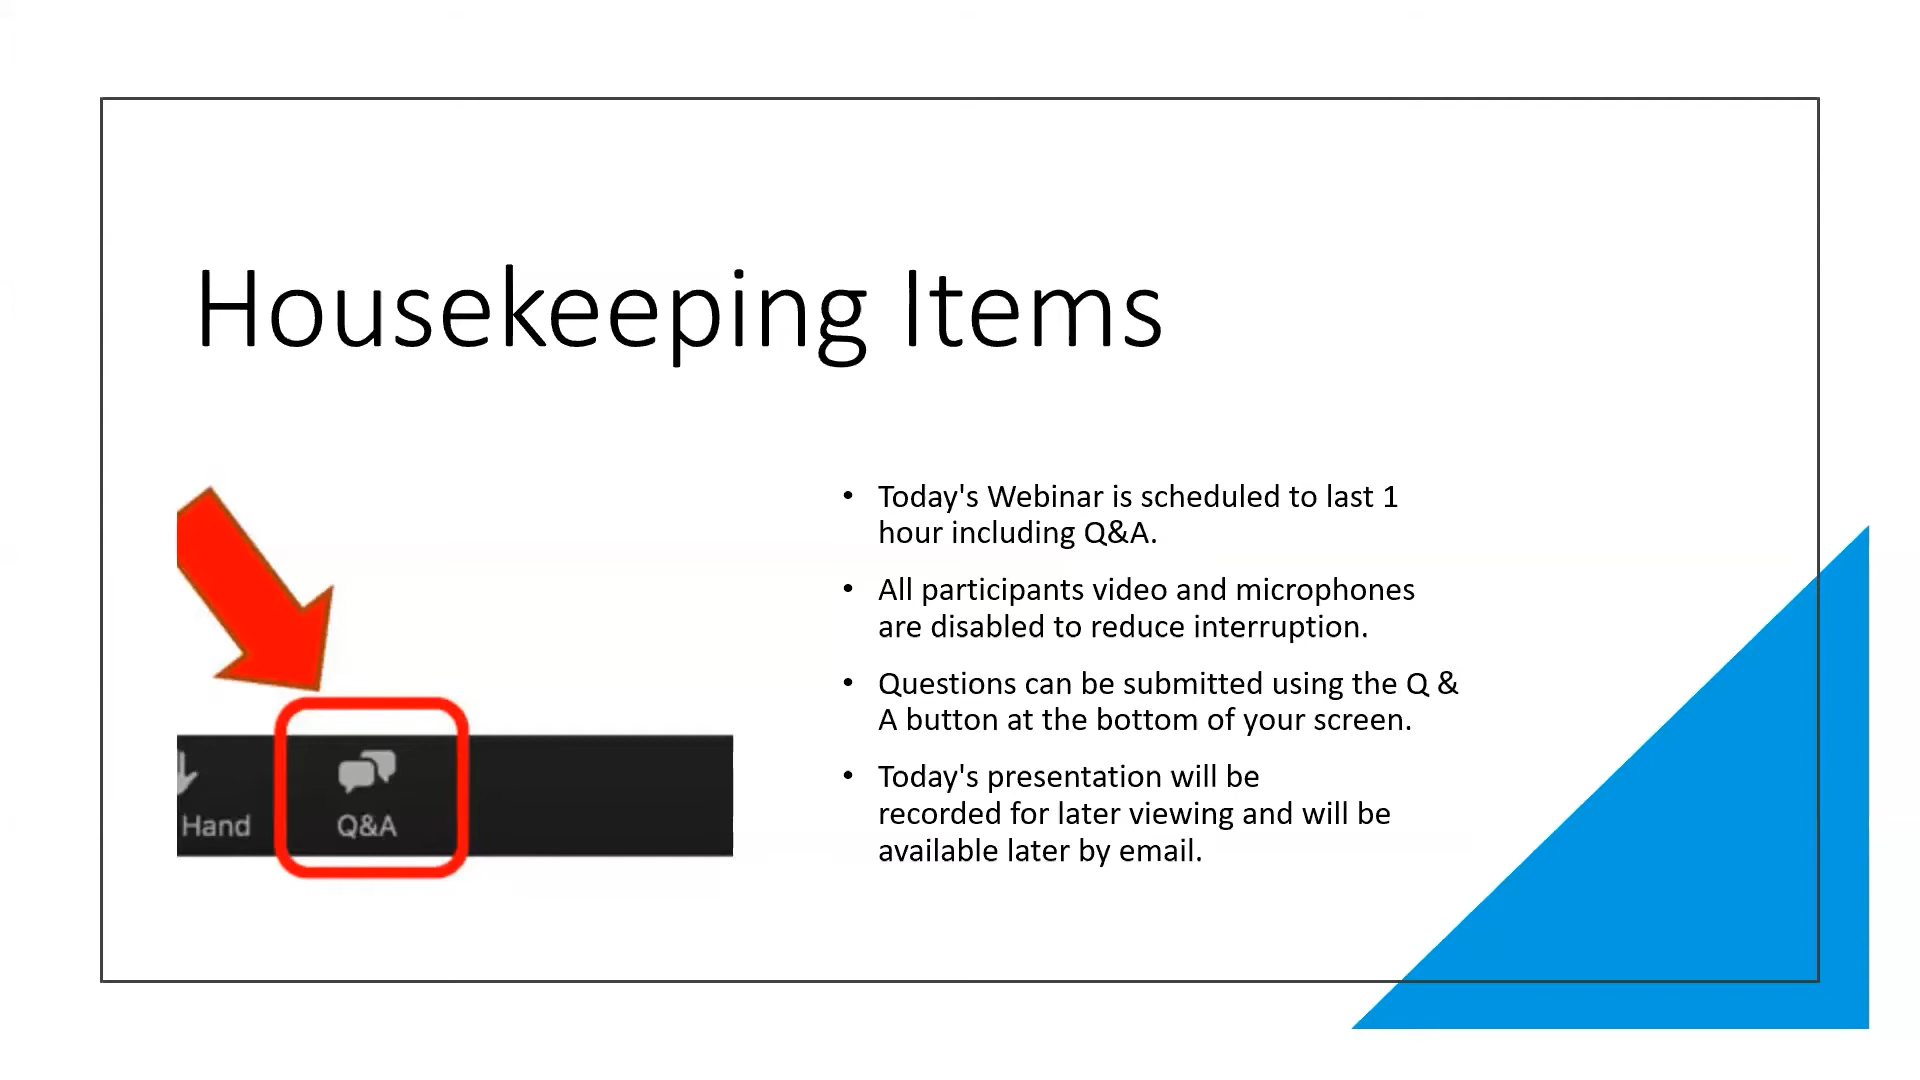 Housekeeping Items
• Today's Webinar is scheduled to last 1
hour including Q&A.
• All participants video and microphones
are disabled to reduce interruption.
• Questions can be submitted using the Q &
A button at the bottom of your screen.
• Today's presentation will be
recorded for later viewing and will be
available later by email.
Hand
Q&A